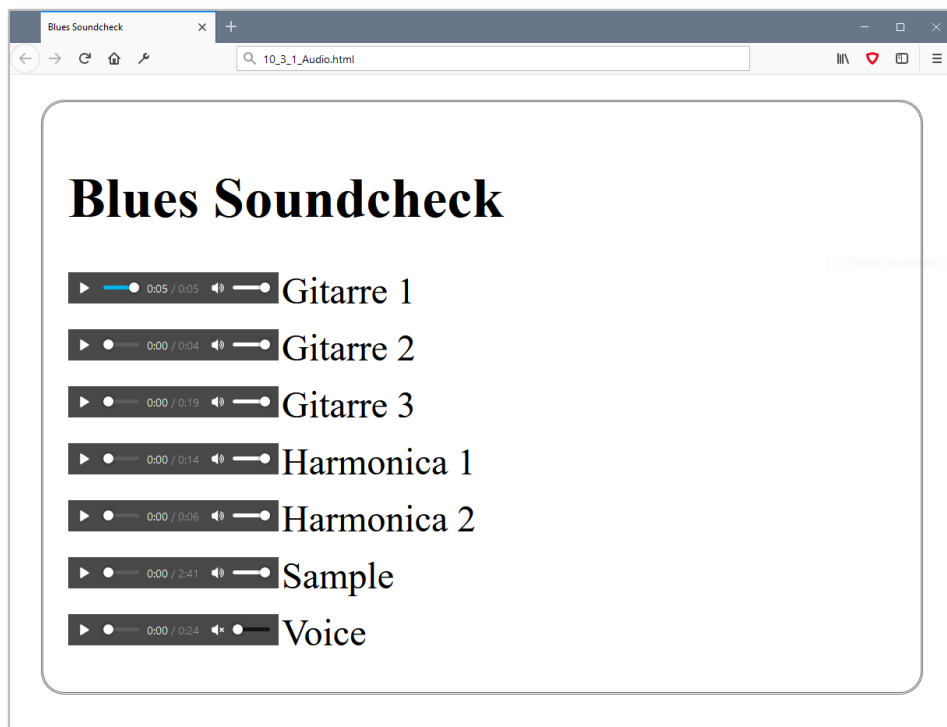 Blues Soundcheck
10_3_1_Audio.html
Blues Soundcheck
0:05 / 0:05 Gitarre 1
0:00 / 0:04 Gitarre 2
0:00 / 0:19 Gitarre 3
0:00 / 0:14 Harmonica 1
0:00 / 0:06 Harmonica 2
0:00 / 2:41 Sample
0:00 / 0:24 Voice